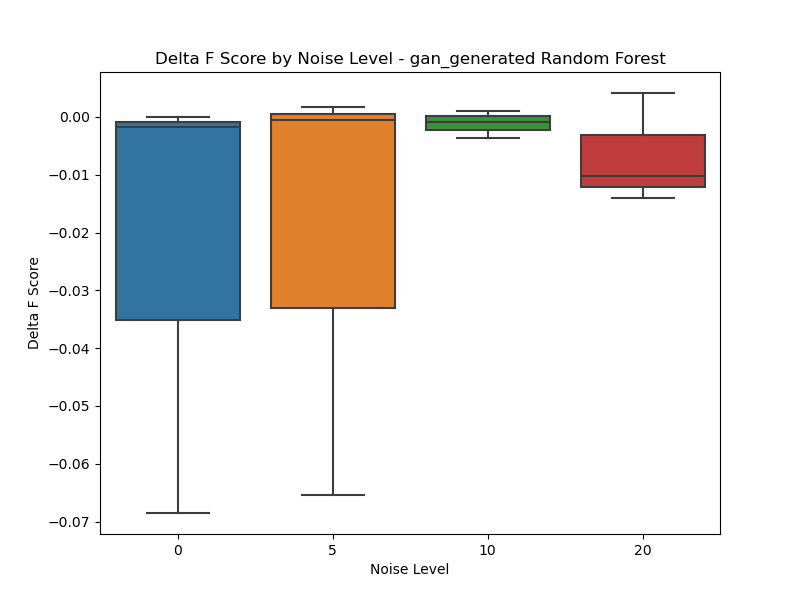 Delta F Score by Noise Level - gan_generated Random Forest
Delta F Score
0.00
−0.01
−0.02
−0.03
−0.04
−0.05
−0.06
−0.07
0 5 10 20
Noise Level